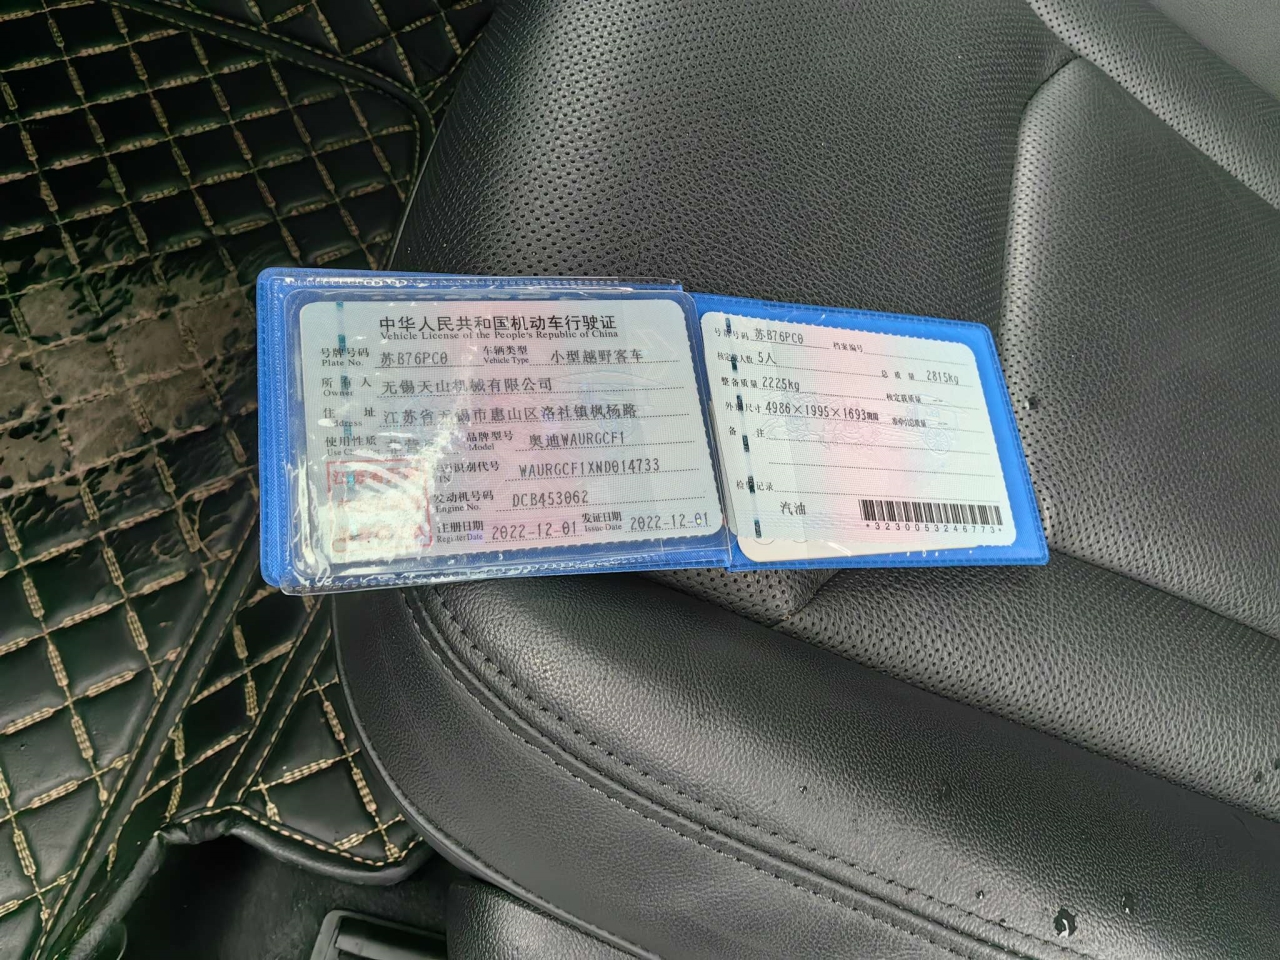 中华人民共和国机动车行驶证
Vehicle License of the People's Republic of China
号牌号码 苏B76PC0 车辆类型 小型越野客车
Plate No. Vehicle Type
所有人 无锡天山机械有限公司
Owner
住址 江苏省无锡市惠山区洛社镇枫杨路
Address
使用性质 品牌型号 奥迪WAURGCF1
Use C Model
识别代号 WAURGCF1XND014733
IN
发动机号码 DCB453062
Engine No.
注册日期 2022-12-01 发证日期 2022-12-01
Register Date Issue Date
号牌号码 苏B76PC0 档案编号
核定载人数 5人 总质量 2815kg
整备质量 2225kg 核定载质量 --
外廓尺寸 4986×1995×1693mm 准牵引总质量 --
备注
检验记录
汽油
*3230053246773*